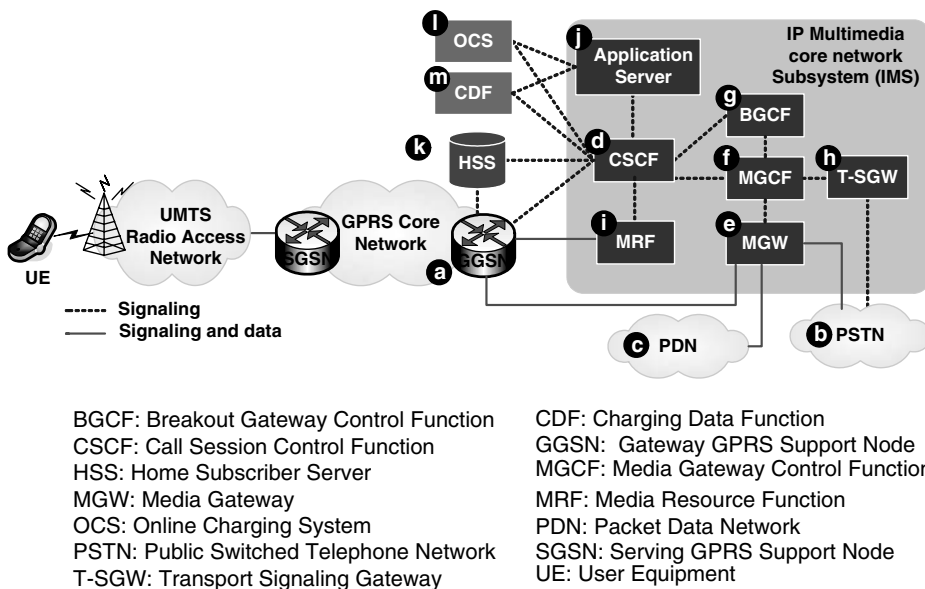 l
OCS
j
Application
Server
IP Multimedia
core network
Subsystem (IMS)
m
CDF
g
BGCF
k
HSS
d
CSCF
f
MGCF
h
T-SGW
UMTS
Radio Access
Network
GPRS Core
Network
SGSN
a
GGSN
i
MRF
e
MGW
UE
Signaling
Signaling and data
c
PDN
b
PSTN
BGCF: Breakout Gateway Control Function
CSCF: Call Session Control Function
HSS: Home Subscriber Server
MGW: Media Gateway
OCS: Online Charging System
PSTN: Public Switched Telephone Network
T-SGW: Transport Signaling Gateway
CDF: Charging Data Function
GGSN: Gateway GPRS Support Node
MGCF: Media Gateway Control Function
MRF: Media Resource Function
PDN: Packet Data Network
SGSN: Serving GPRS Support Node
UE: User Equipment